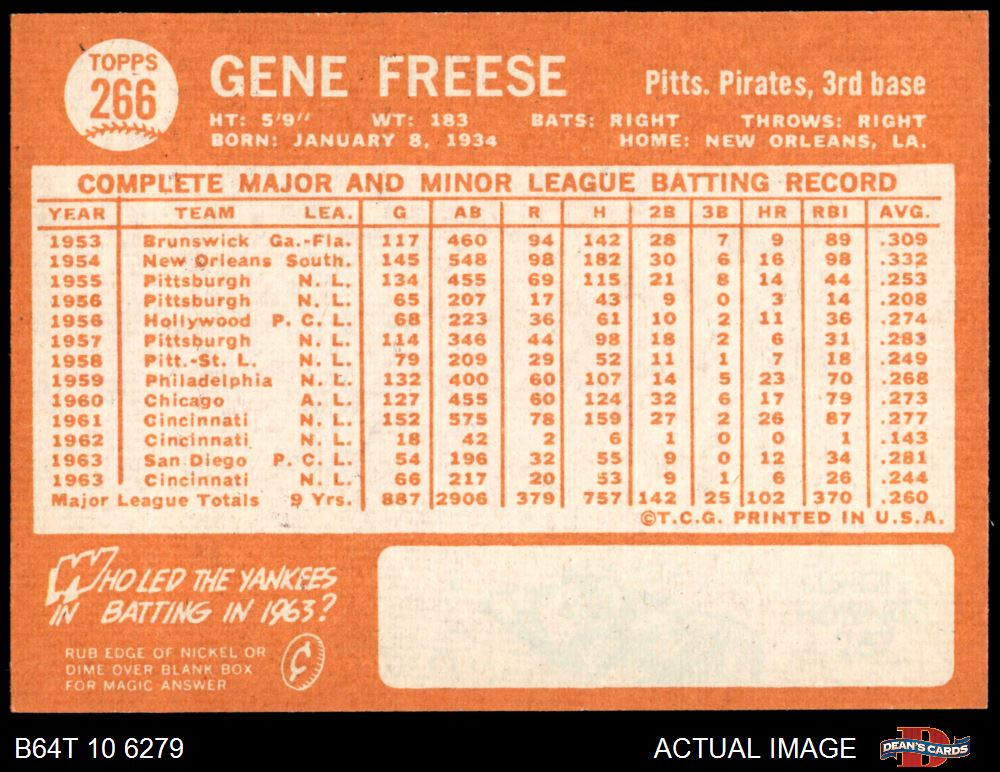 TOPPS
266
GENE FREESE
Pitts. Pirates, 3rd base
HT: 5'9" WT: 183 BATS: RIGHT THROWS: RIGHT
BORN: JANUARY 8, 1934 HOME: NEW ORLEANS, LA.
COMPLETE MAJOR AND MINOR LEAGUE BATTING RECORD
YEAR TEAM LEA. G AB R H 2B 3B HR RBI AVG.
1953 Brunswick Ga.-Fla. 117 460 94 142 28 7 9 89 .309
1954 New Orleans South. 145 548 98 182 30 6 16 98 .332
1955 Pittsburgh N. L. 134 455 69 115 21 8 14 44 .253
1956 Pittsburgh N. L. 65 207 17 43 9 0 3 14 .208
1956 Hollywood P. C. L. 68 223 36 61 10 2 11 36 .274
1957 Pittsburgh N. L. 114 346 44 98 18 2 6 31 .283
1958 Pitt.-St. L. N. L. 79 209 29 52 11 1 7 18 .249
1959 Philadelphia N. L. 132 400 60 107 14 5 23 70 .268
1960 Chicago A. L. 127 455 60 124 32 6 17 79 .273
1961 Cincinnati N. L. 152 575 78 159 27 2 26 87 .277
1962 Cincinnati N. L. 18 42 2 6 1 0 0 1 .143
1963 San Diego P. C. L. 54 196 32 55 9 0 12 34 .281
1963 Cincinnati N. L. 66 217 20 53 9 1 6 26 .244
Major League Totals 9 Yrs. 887 2906 379 757 142 25 102 370 .260
©T.C.G. PRINTED IN U.S.A.
WHO LED THE YANKEES
IN BATTING IN 1963?
RUB EDGE OF NICKEL OR
DIME OVER BLANK BOX
FOR MAGIC ANSWER
B64T 10 6279
ACTUAL IMAGE
DEAN'S CARDS